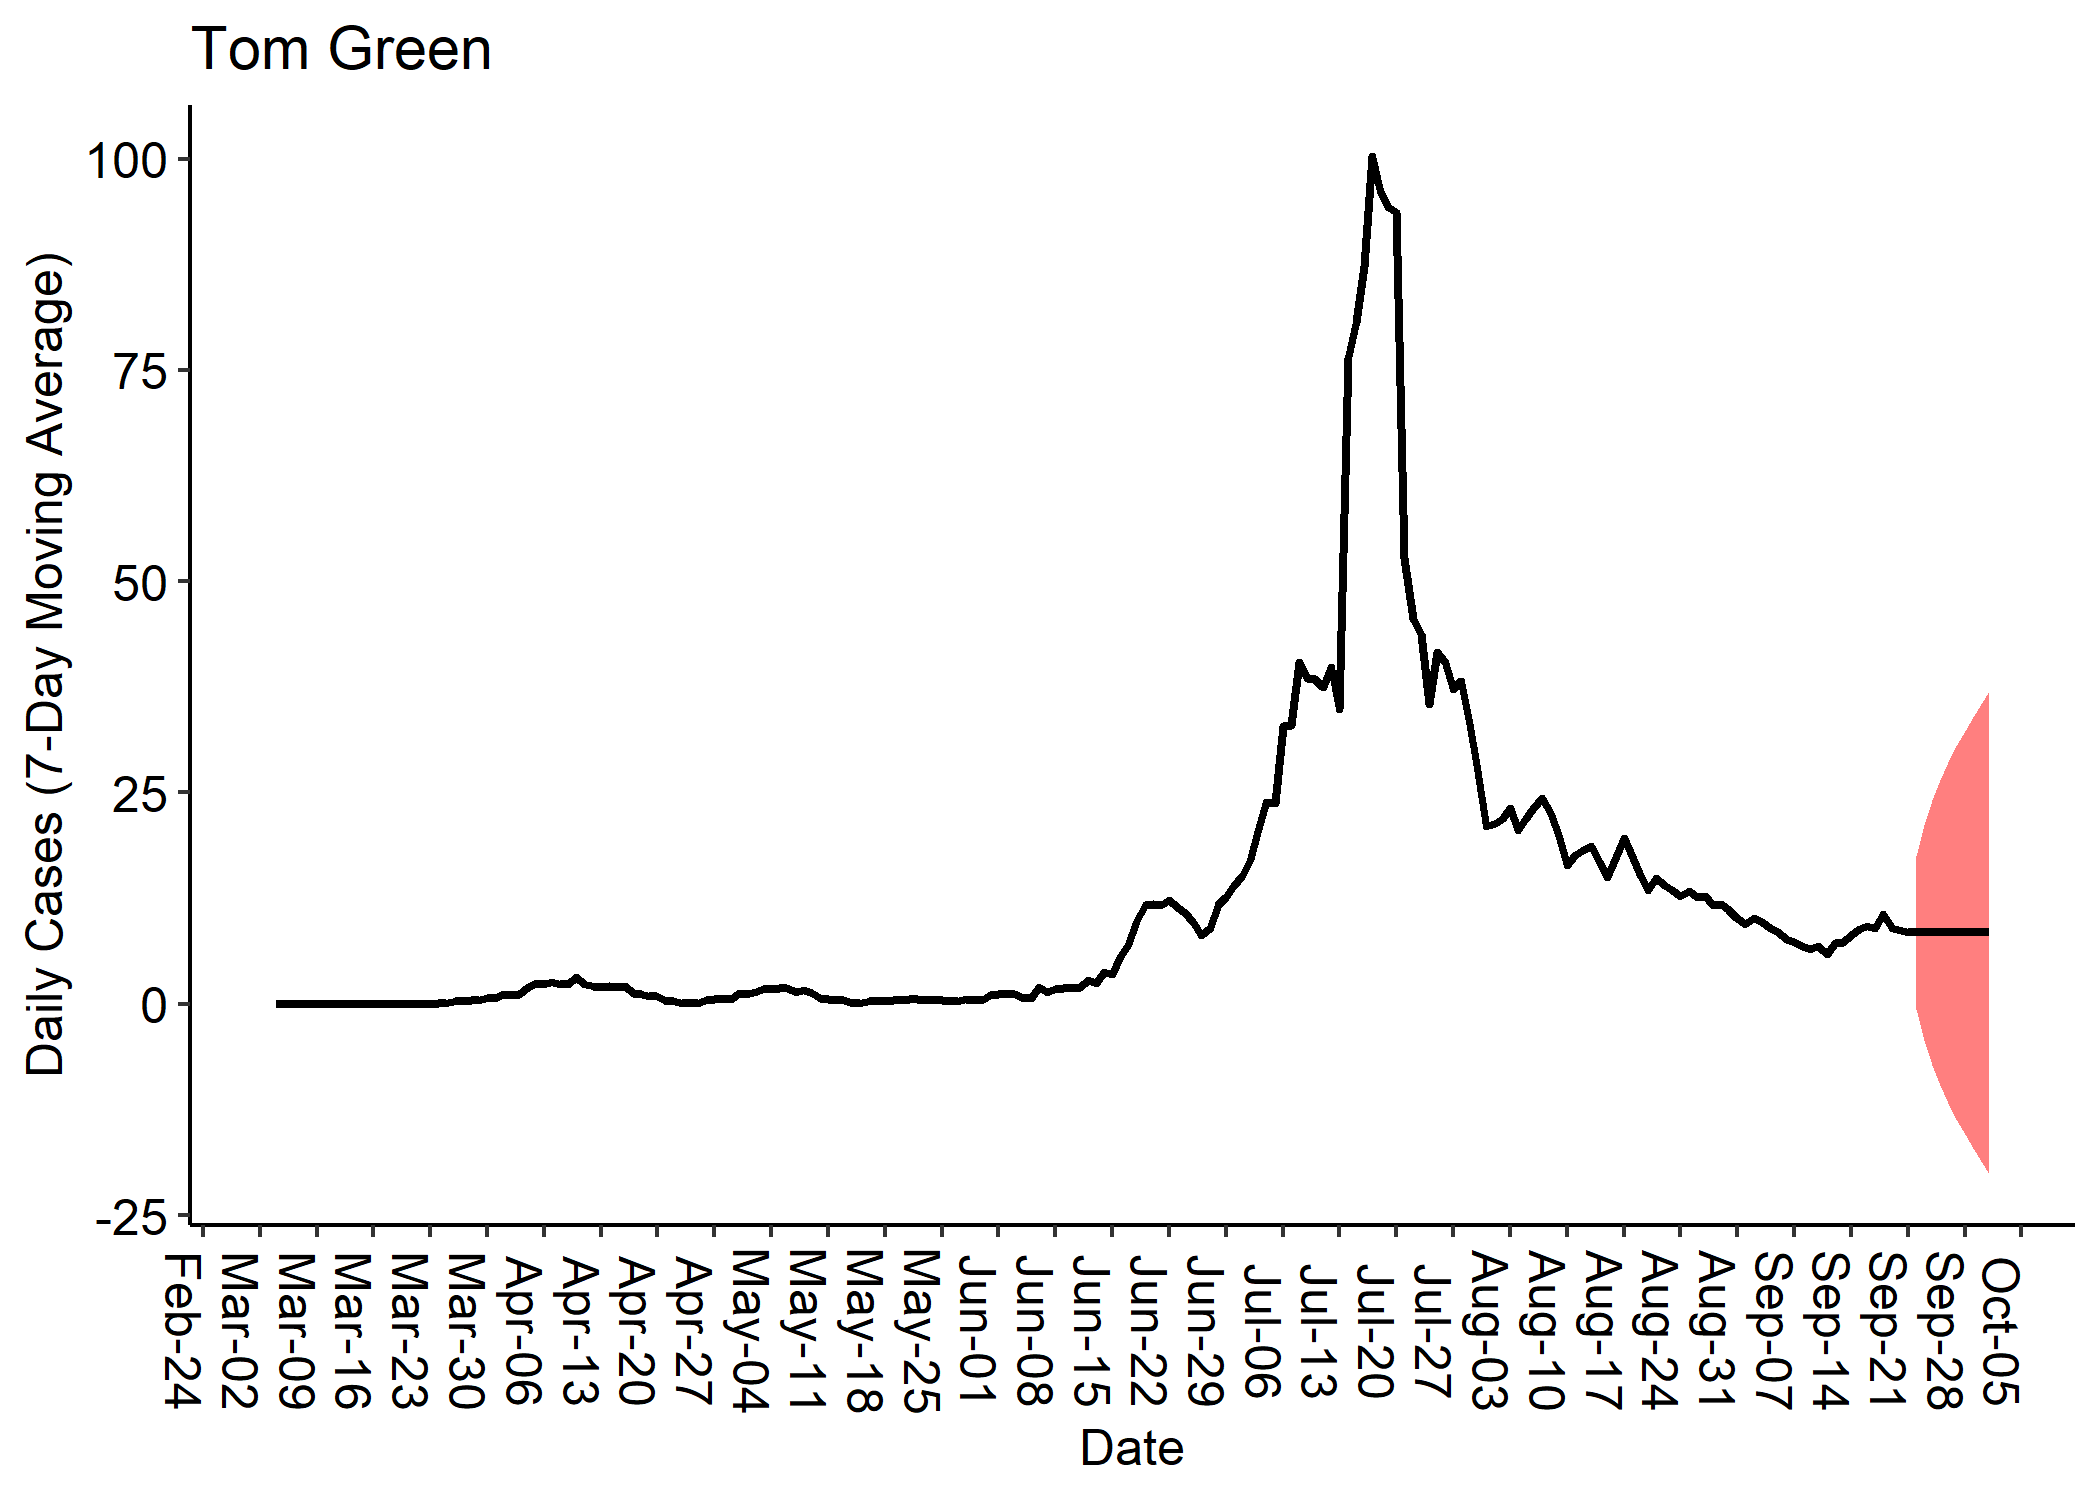 Tom Green
Daily Cases (7-Day Moving Average)
100
75
50
25
0
-25
Feb-24
Mar-02
Mar-09
Mar-16
Mar-23
Mar-30
Apr-06
Apr-13
Apr-20
Apr-27
May-04
May-11
May-18
May-25
Jun-01
Jun-08
Jun-15
Jun-22
Jun-29
Jul-06
Jul-13
Jul-20
Jul-27
Aug-03
Aug-10
Aug-17
Aug-24
Aug-31
Sep-07
Sep-14
Sep-21
Sep-28
Oct-05
Date